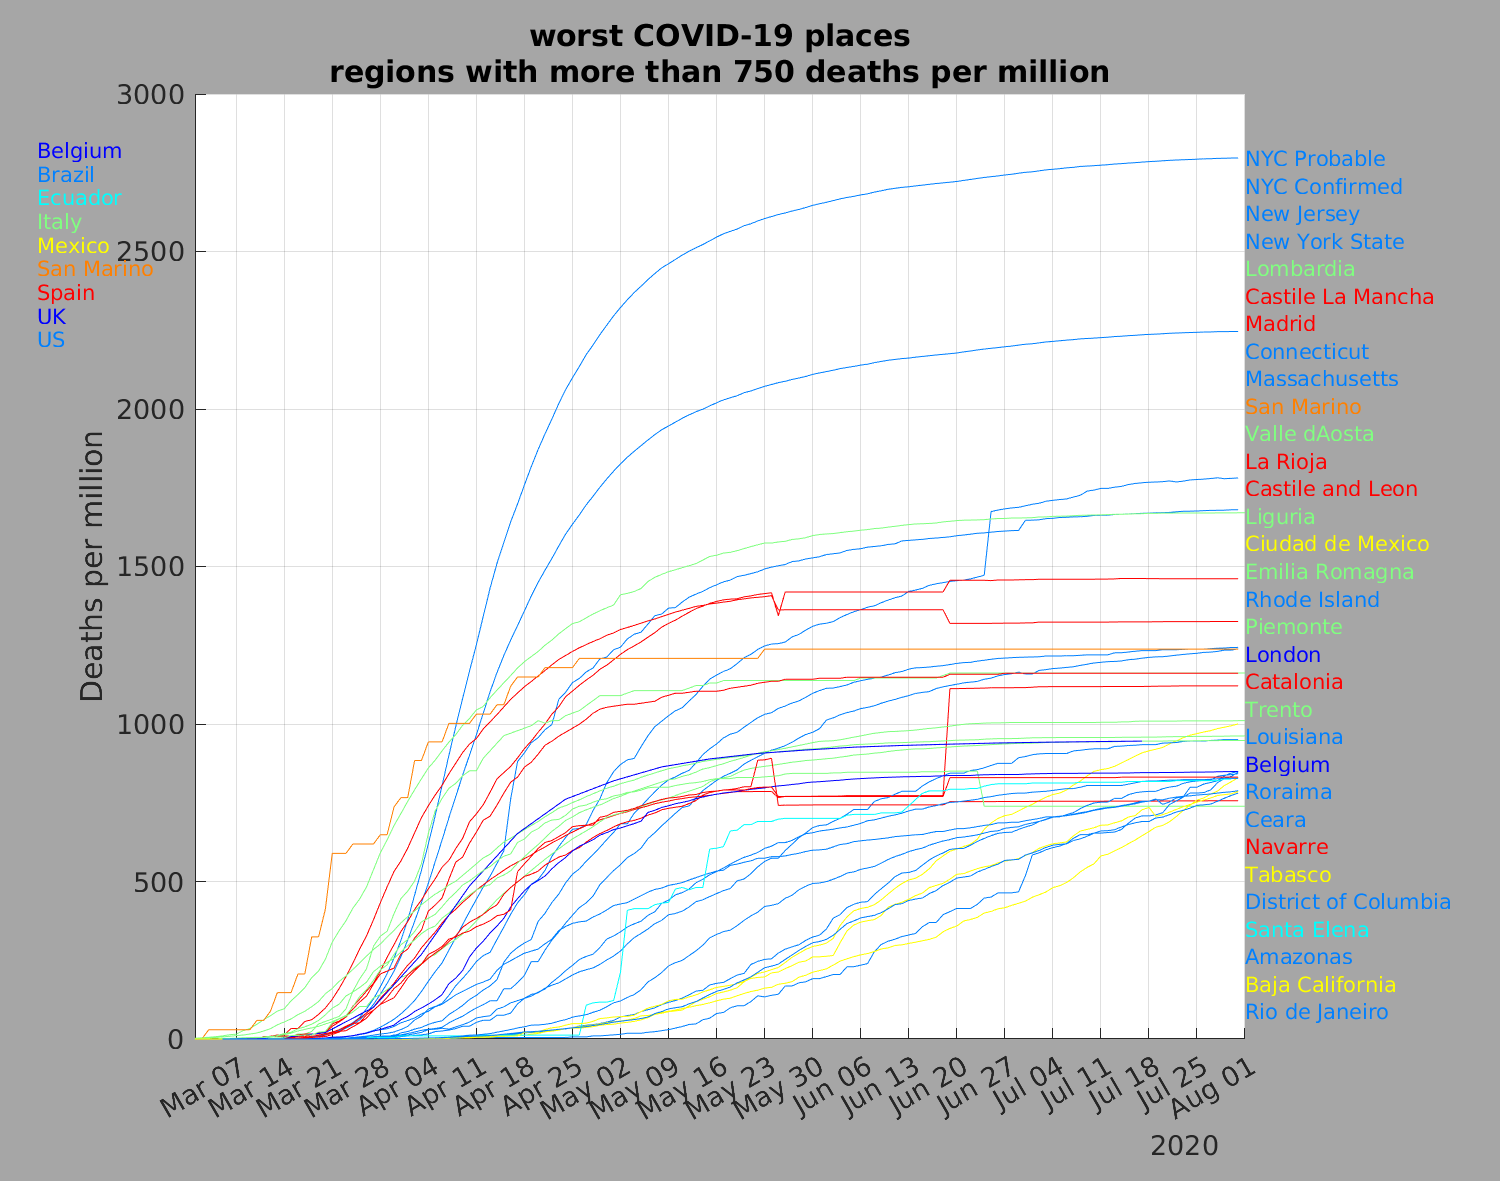 worst COVID-19 places
regions with more than 750 deaths per million
Deaths per million
3000
2500
2000
1500
1000
500
0
Belgium
Brazil
Ecuador
Italy
Mexico
San Marino
Spain
UK
US
NYC Probable
NYC Confirmed
New Jersey
New York State
Lombardia
Castile La Mancha
Madrid
Connecticut
Massachusetts
San Marino
Valle dAosta
La Rioja
Castile and Leon
Liguria
Ciudad de Mexico
Emilia Romagna
Rhode Island
Piemonte
London
Catalonia
Trento
Louisiana
Belgium
Roraima
Ceara
Navarre
Tabasco
District of Columbia
Santa Elena
Amazonas
Baja California
Rio de Janeiro
Mar 07
Mar 14
Mar 21
Mar 28
Apr 04
Apr 11
Apr 18
Apr 25
May 02
May 09
May 16
May 23
May 30
Jun 06
Jun 13
Jun 20
Jun 27
Jul 04
Jul 11
Jul 18
Jul 25
Aug 01
2020